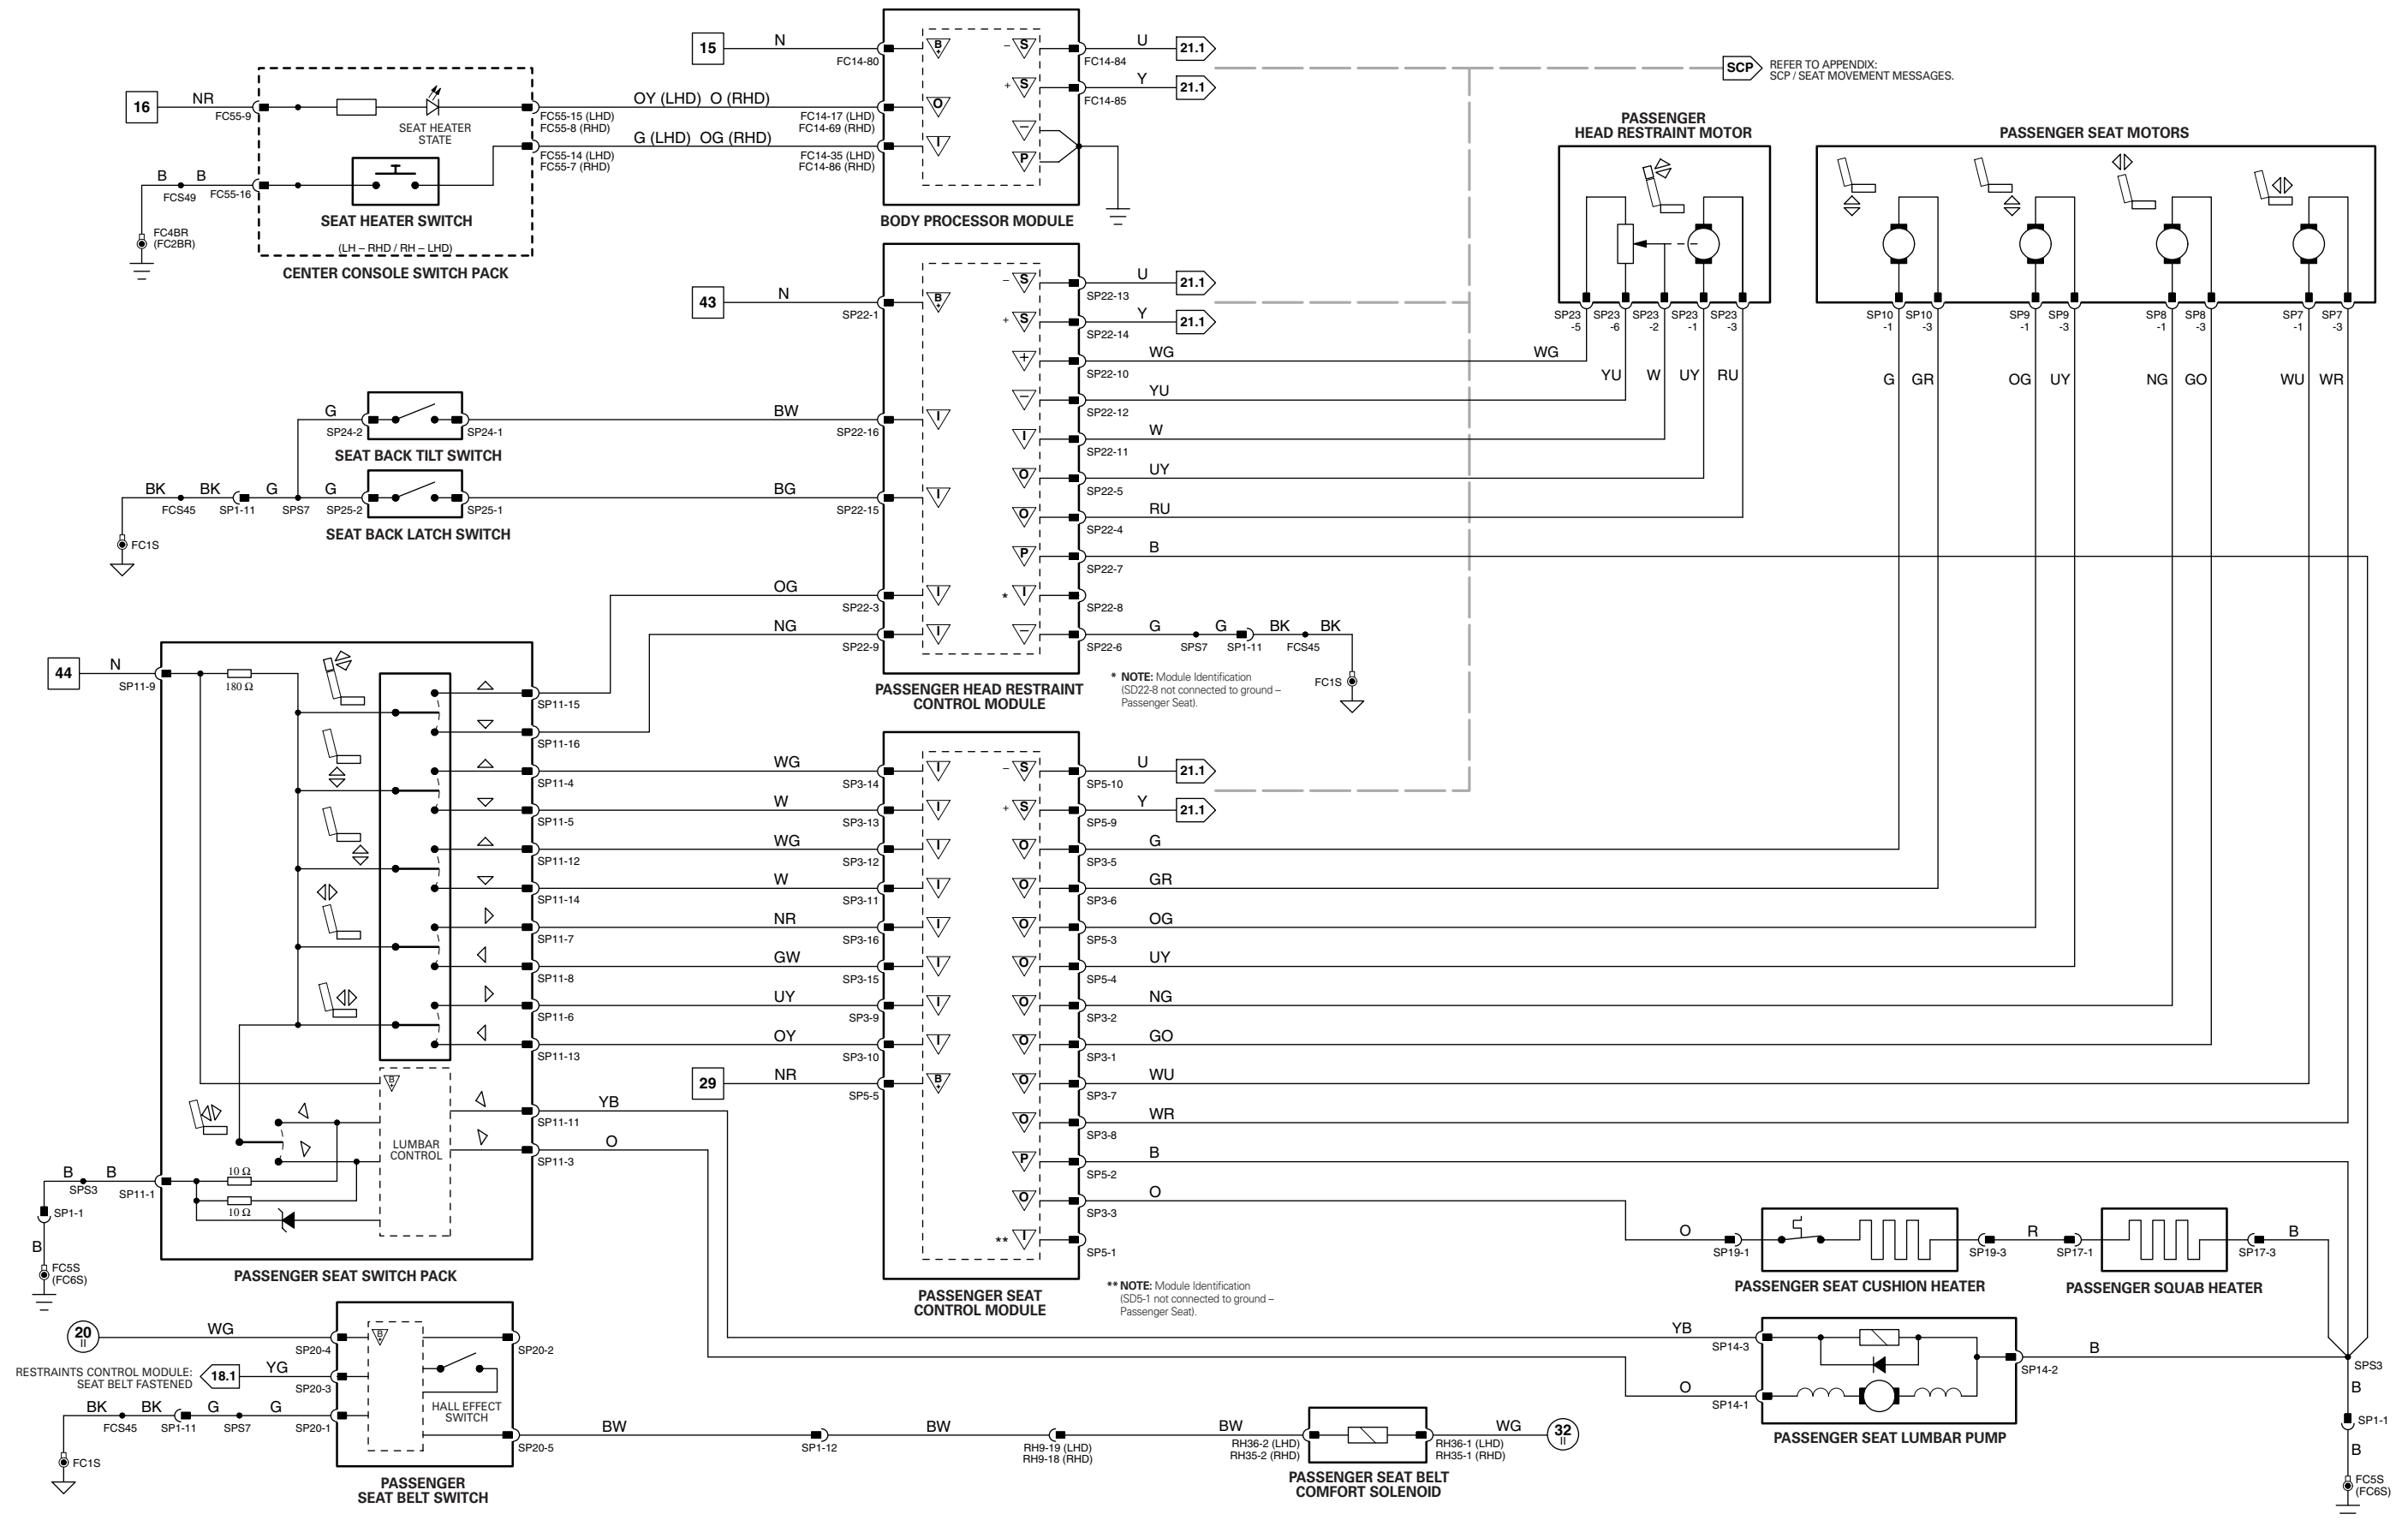 15
N
FC14-80
B+
– S
U
21.1
FC14-84
+ S
Y
21.1
FC14-85
SCP
REFER TO APPENDIX:
SCP / SEAT MOVEMENT MESSAGES.
16
NR
FC55-9
SEAT HEATER
STATE
OY (LHD) O (RHD)
FC55-15 (LHD)
FC55-8 (RHD)
FC14-17 (LHD)
FC14-69 (RHD)
O
G (LHD) OG (RHD)
FC55-14 (LHD)
FC55-7 (RHD)
FC14-35 (LHD)
FC14-86 (RHD)
I
–
P
B
B
FCS49
FC55-16
SEAT HEATER SWITCH
FC4BR
(FC2BR)
(LH – RHD / RH – LHD)
CENTER CONSOLE SWITCH PACK
BODY PROCESSOR MODULE
PASSENGER
HEAD RESTRAINT MOTOR
PASSENGER SEAT MOTORS
SP23
-5
SP23
-6
SP23
-2
SP23
-1
SP23
-3
SP10
-1
SP10
-3
SP9
-1
SP9
-3
SP8
-1
SP8
-3
SP7
-1
SP7
-3
WG
YU
W
UY
RU
G
GR
OG
UY
NG
GO
WU
WR
43
N
SP22-1
B+
– S
U
21.1
SP22-13
+ S
Y
21.1
SP22-14
+
WG
SP22-10
–
YU
SP22-12
I
W
SP22-11
O
UY
SP22-5
O
RU
SP22-4
P
B
SP22-7
* I
SP22-8
–
G
SP22-6
SPS7
G
SP1-11
BK
FCS45
BK
FC1S
G
SP24-2
SP24-1
BW
SP22-16
I
SEAT BACK TILT SWITCH
BK
FCS45
BK
SP1-11
G
SPS7
G
SP25-2
SP25-1
BG
SP22-15
I
SEAT BACK LATCH SWITCH
FC1S
OG
SP22-3
I
NG
SP22-9
I
PASSENGER HEAD RESTRAINT
CONTROL MODULE
* NOTE: Module Identification
(SD22-8 not connected to ground –
Passenger Seat).
44
N
SP11-9
180 Ω
SP11-15
SP11-16
SP11-4
WG
SP3-14
I
SP11-5
W
SP3-13
I
SP11-12
WG
SP3-12
I
SP11-14
W
SP3-11
I
SP11-7
NR
SP3-16
I
SP11-8
GW
SP3-15
I
SP11-6
UY
SP3-9
I
SP11-13
OY
SP3-10
I
29
NR
SP5-5
B+
– S
U
21.1
SP5-10
+ S
Y
21.1
SP5-9
O
G
SP3-5
O
GR
SP3-6
O
OG
SP5-3
O
UY
SP5-4
O
NG
SP3-2
O
GO
SP3-1
O
WU
SP3-7
O
WR
SP3-8
P
B
SP5-2
O
O
SP3-3
** I
SP5-1
PASSENGER SEAT
CONTROL MODULE
** NOTE: Module Identification
(SD5-1 not connected to ground –
Passenger Seat).
B+
LUMBAR
CONTROL
YB
SP11-11
O
SP11-3
B
SPS3
B
SP11-1
10 Ω
10 Ω
SP1-1
B
FC5S
(FC6S)
PASSENGER SEAT SWITCH PACK
O
SP19-1
SP19-3
R
SP17-1
SP17-3
B
PASSENGER SEAT CUSHION HEATER
PASSENGER SQUAB HEATER
YB
SP14-3
O
SP14-1
SP14-2
B
SPS3
B
SP1-1
B
FC5S
(FC6S)
PASSENGER SEAT LUMBAR PUMP
20
II
WG
SP20-4
B+
SP20-2
RESTRAINTS CONTROL MODULE:
SEAT BELT FASTENED
18.1
YG
SP20-3
BK
FCS45
BK
SP1-11
G
SPS7
G
SP20-1
HALL EFFECT
SWITCH
FC1S
SP20-5
BW
SP1-12
BW
RH9-19 (LHD)
RH9-18 (RHD)
BW
RH36-2 (LHD)
RH35-2 (RHD)
RH36-1 (LHD)
RH35-1 (RHD)
WG
32
II
PASSENGER
SEAT BELT SWITCH
PASSENGER SEAT BELT
COMFORT SOLENOID